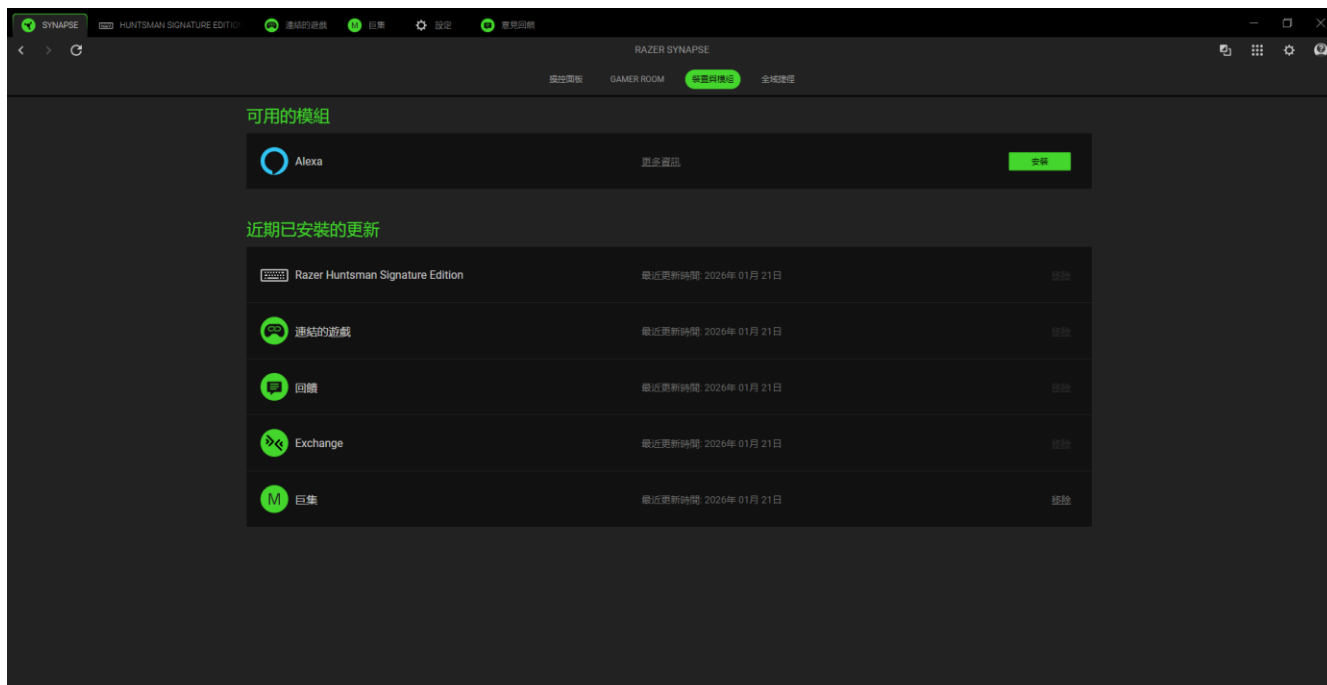 SYNAPSE HUNTSMAN SIGNATURE EDITIO 連結的遊戲 M 巨集 設定 意見回饋
RAZER SYNAPSE
操控面板 GAMER ROOM 裝置與模組 全域捷徑
可用的模組
Alexa 更多資訊 安裝
近期已安裝的更新
Razer Huntsman Signature Edition 最近更新時間: 2026年 01月 21日 移除
連結的遊戲 最近更新時間: 2026年 01月 21日 移除
回饋 最近更新時間: 2026年 01月 21日 移除
Exchange 最近更新時間: 2026年 01月 21日 移除
M 巨集 最近更新時間: 2026年 01月 21日 移除